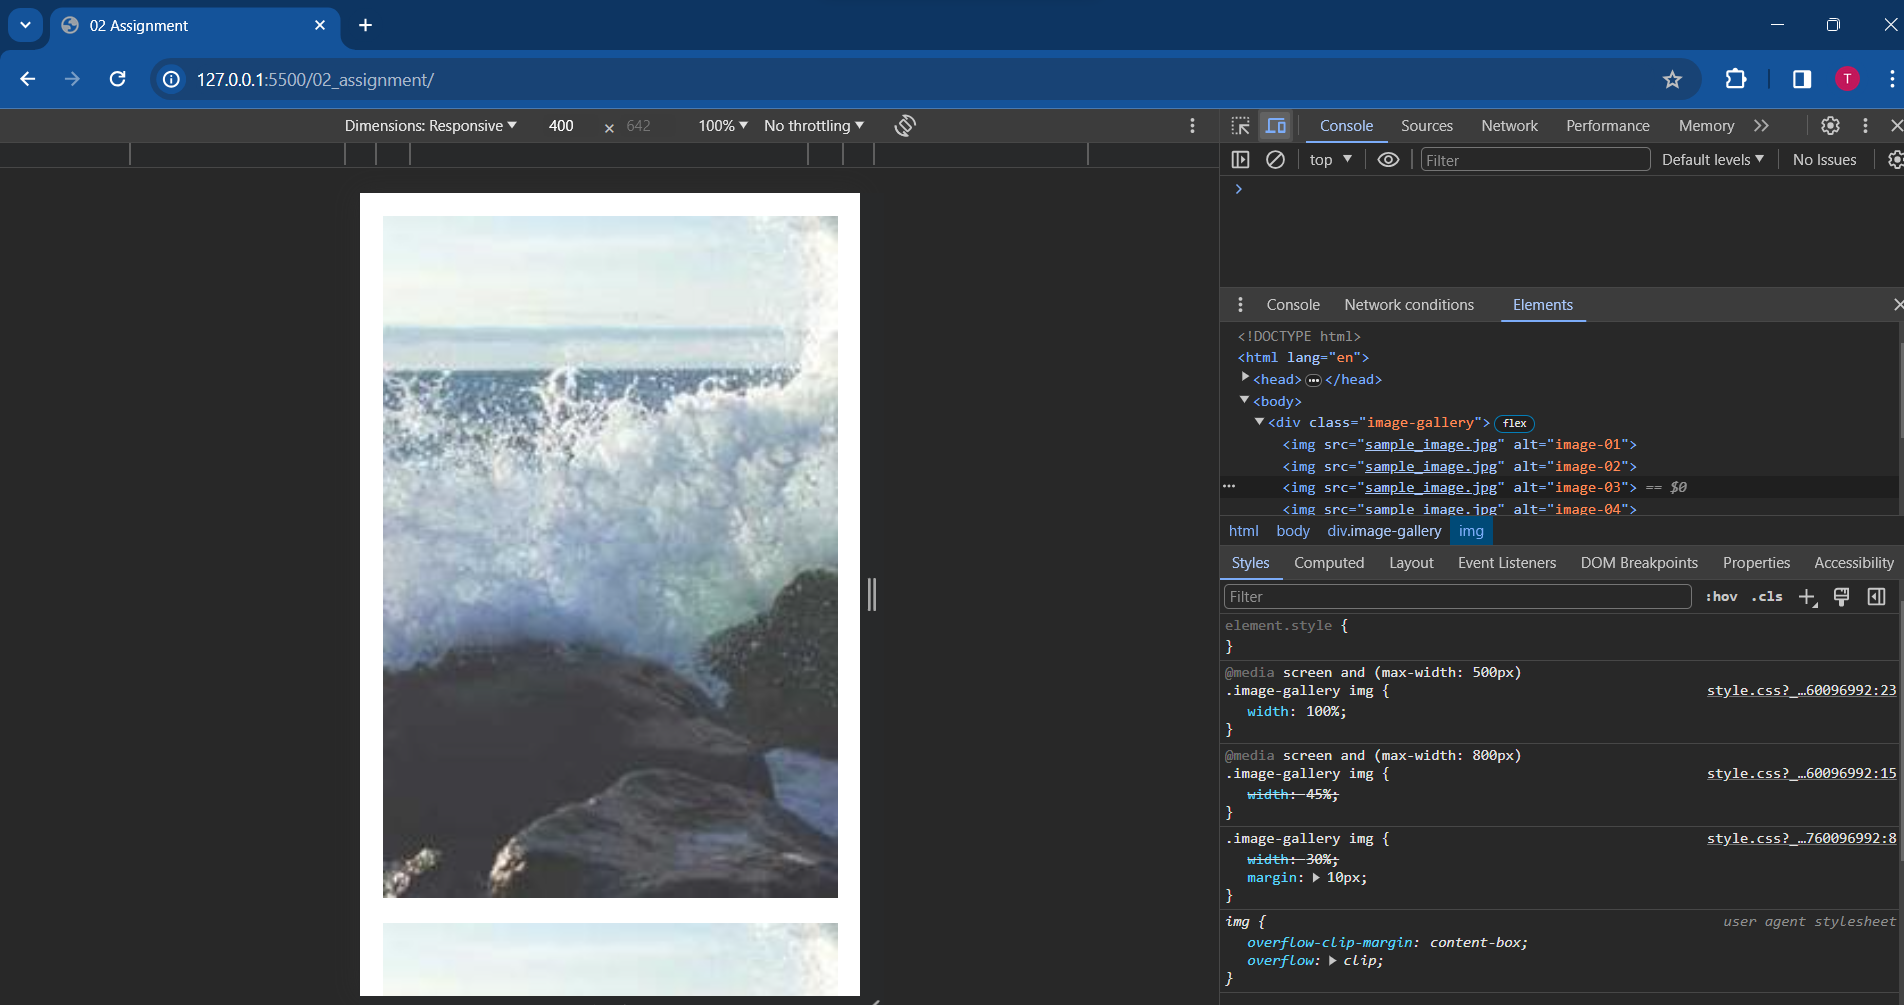 02 Assignment
127.0.0.1:5500/02_assignment/
T
Dimensions: Responsive 400 × 642 100% No throttling
Console Sources Network Performance Memory
top Filter Default levels No Issues
Console Network conditions Elements
<!DOCTYPE html>
<html lang="en">
<head> … </head>
<body>
<div class="image-gallery"> flex
<img src="sample_image.jpg" alt="image-01">
<img src="sample_image.jpg" alt="image-02">
<img src="sample_image.jpg" alt="image-03"> == $0
<img src="sample_image.jpg" alt="image-04">
html body div.image-gallery img
Styles Computed Layout Event Listeners DOM Breakpoints Properties Accessibility
Filter :hov .cls
element.style {
}
@media screen and (max-width: 500px)
.image-gallery img { style.css?_…60096992:23
width: 100%;
}
@media screen and (max-width: 800px)
.image-gallery img { style.css?_…60096992:15
width: 45%;
}
.image-gallery img { style.css?_…760096992:8
width: 30%;
margin: 10px;
}
img { user agent stylesheet
overflow-clip-margin: content-box;
overflow: clip;
}